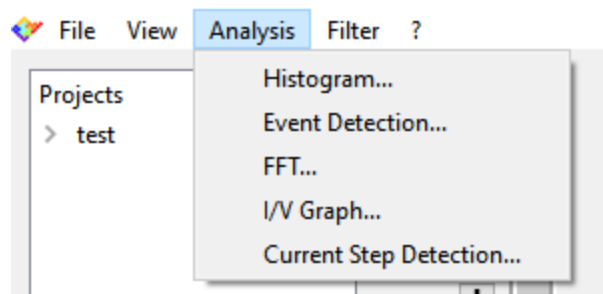 File View Analysis Filter ?
Projects
test
Histogram...
Event Detection...
FFT...
I/V Graph...
Current Step Detection...